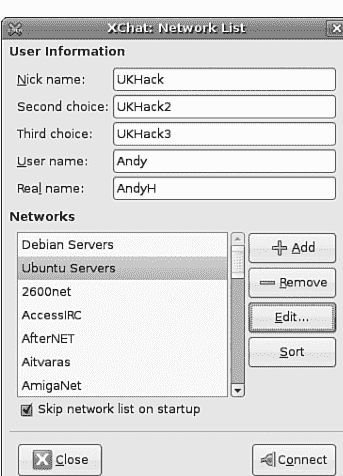 XChat: Network List
User Information
Nick name: UKHack
Second choice: UKHack2
Third choice: UKHack3
User name: Andy
Real name: AndyH
Networks
Debian Servers
Ubuntu Servers
2600net
AccessIRC
AfterNET
Aitvaras
AmigaNet
Add
Remove
Edit...
Sort
Skip network list on startup
Close
Connect